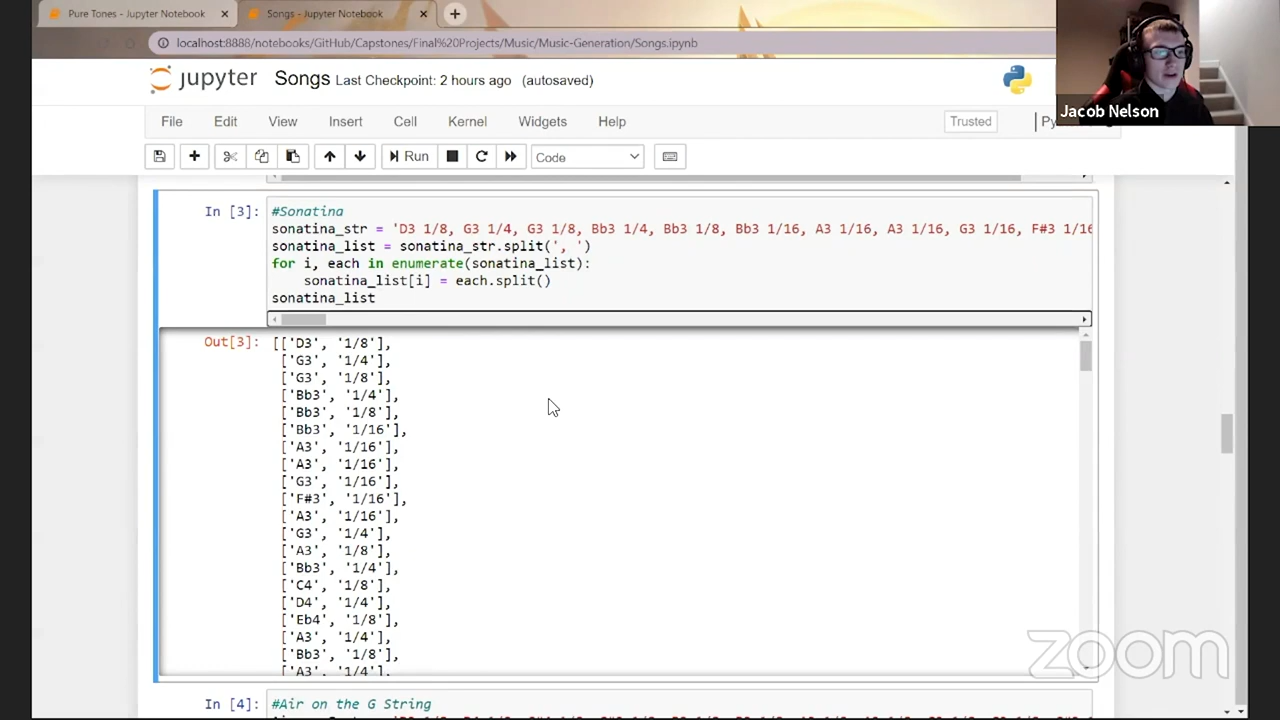 Pure Tones - Jupyter Notebook
Songs - Jupyter Notebook
localhost:8888/notebooks/GitHub/Capstones/Final%20Projects/Music/Music-Generation/Songs.ipynb
jupyter Songs Last Checkpoint: 2 hours ago (autosaved)
Jacob Nelson
File Edit View Insert Cell Kernel Widgets Help Trusted
Run Code
In [3]: #Sonatina
sonatina_str = 'D3 1/8, G3 1/4, G3 1/8, Bb3 1/4, Bb3 1/8, Bb3 1/16, A3 1/16, A3 1/16, G3 1/16, F#3 1/16
sonatina_list = sonatina_str.split(', ')
for i, each in enumerate(sonatina_list):
    sonatina_list[i] = each.split()
sonatina_list
Out[3]: [['D3', '1/8'],
['G3', '1/4'],
['G3', '1/8'],
['Bb3', '1/4'],
['Bb3', '1/8'],
['Bb3', '1/16'],
['A3', '1/16'],
['A3', '1/16'],
['G3', '1/16'],
['F#3', '1/16'],
['A3', '1/16'],
['G3', '1/4'],
['A3', '1/8'],
['Bb3', '1/4'],
['C4', '1/8'],
['D4', '1/4'],
['Eb4', '1/8'],
['A3', '1/4'],
['Bb3', '1/8'],
['A3', '1/4'],
zoom
In [4]: #Air on the G String